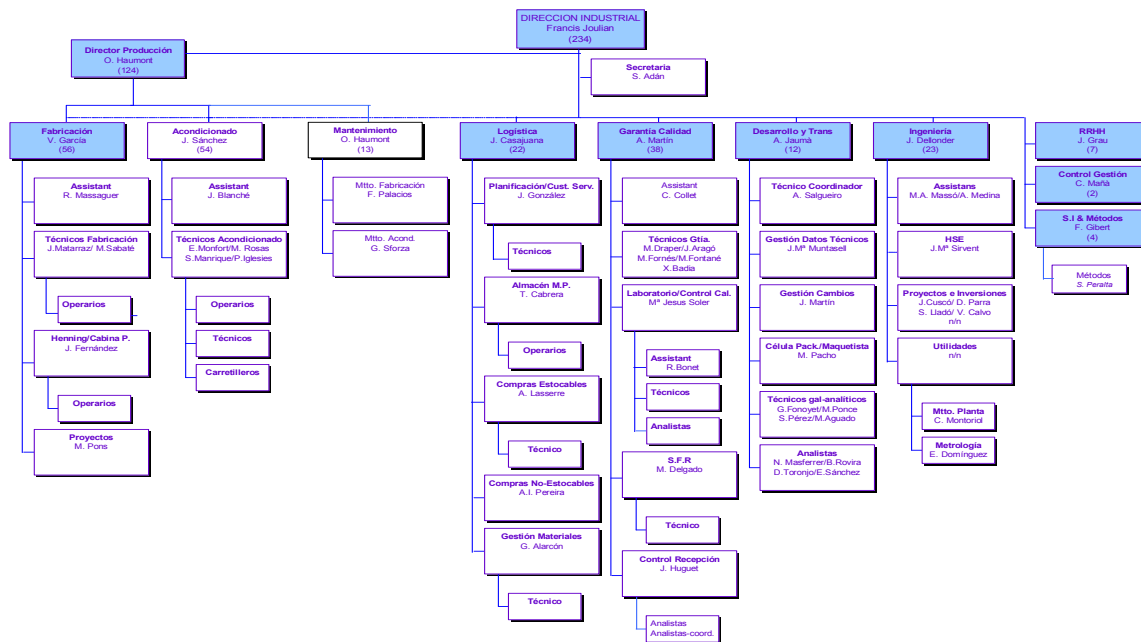 DIRECCION INDUSTRIAL
Francis Joulian
(234)
Director Producción
O. Haumont
(124)
Secretaria
S. Adán
Fabricación
V. García
(56)
Acondicionado
J. Sánchez
(54)
Mantenimiento
O. Haumont
(13)
Logística
J. Casajuana
(22)
Garantía Calidad
A. Martín
(38)
Desarrollo y Trans
A. Jaumà
(12)
Ingeniería
J. Dellonder
(23)
RRHH
J. Grau
(7)
Control Gestión
C. Mañà
(2)
S.I & Métodos
F. Gibert
(4)
Métodos
S. Peralta
Assistant
R. Massaguer
Técnicos Fabricación
J.Matarraz/ M.Sabaté
Operarios
Henning/Cabina P.
J. Fernández
Operarios
Proyectos
M. Pons
Assistant
J. Blanché
Técnicos Acondicionado
E.Monfort/M. Rosas
S.Manrique/P.Iglesies
Operarios
Técnicos
Carretilleros
Mtto. Fabricación
F. Palacios
Mtto. Acond.
G. Sforza
Planificación/Cust. Serv.
J. González
Técnicos
Almacén M.P.
T. Cabrera
Operarios
Compras Estocables
A. Lasserre
Técnico
Compras No-Estocables
A.I. Pereira
Gestión Materiales
G. Alarcón
Técnico
Assistant
C. Collet
Técnicos Gtía.
M.Draper/J.Aragó
M.Fornés/M.Fontané
X.Badia
Laboratorio/Control Cal.
Mª Jesus Soler
Assistant
R.Bonet
Técnicos
Analistas
S.F.R
M. Delgado
Técnico
Control Recepción
J. Huguet
Analistas
Analistas-coord.
Técnico Coordinador
A. Salgueiro
Gestión Datos Técnicos
J.Mª Muntasell
Gestión Cambios
J. Martín
Célula Pack./Maquetista
M. Pacho
Técnicos gal-analíticos
G.Fonoyet/M.Ponce
S.Pérez/M.Aguado
Analistas
N. Masferrer/B.Rovira
D.Toronjo/E.Sánchez
Assistans
M.A. Massó/A. Medina
HSE
J.Mª Sirvent
Proyectos e Inversiones
J.Cuscó/ D. Parra
S. Lladó/ V. Calvo
n/n
Utilidades
n/n
Mtto. Planta
C. Montoriol
Metrología
E. Domínguez